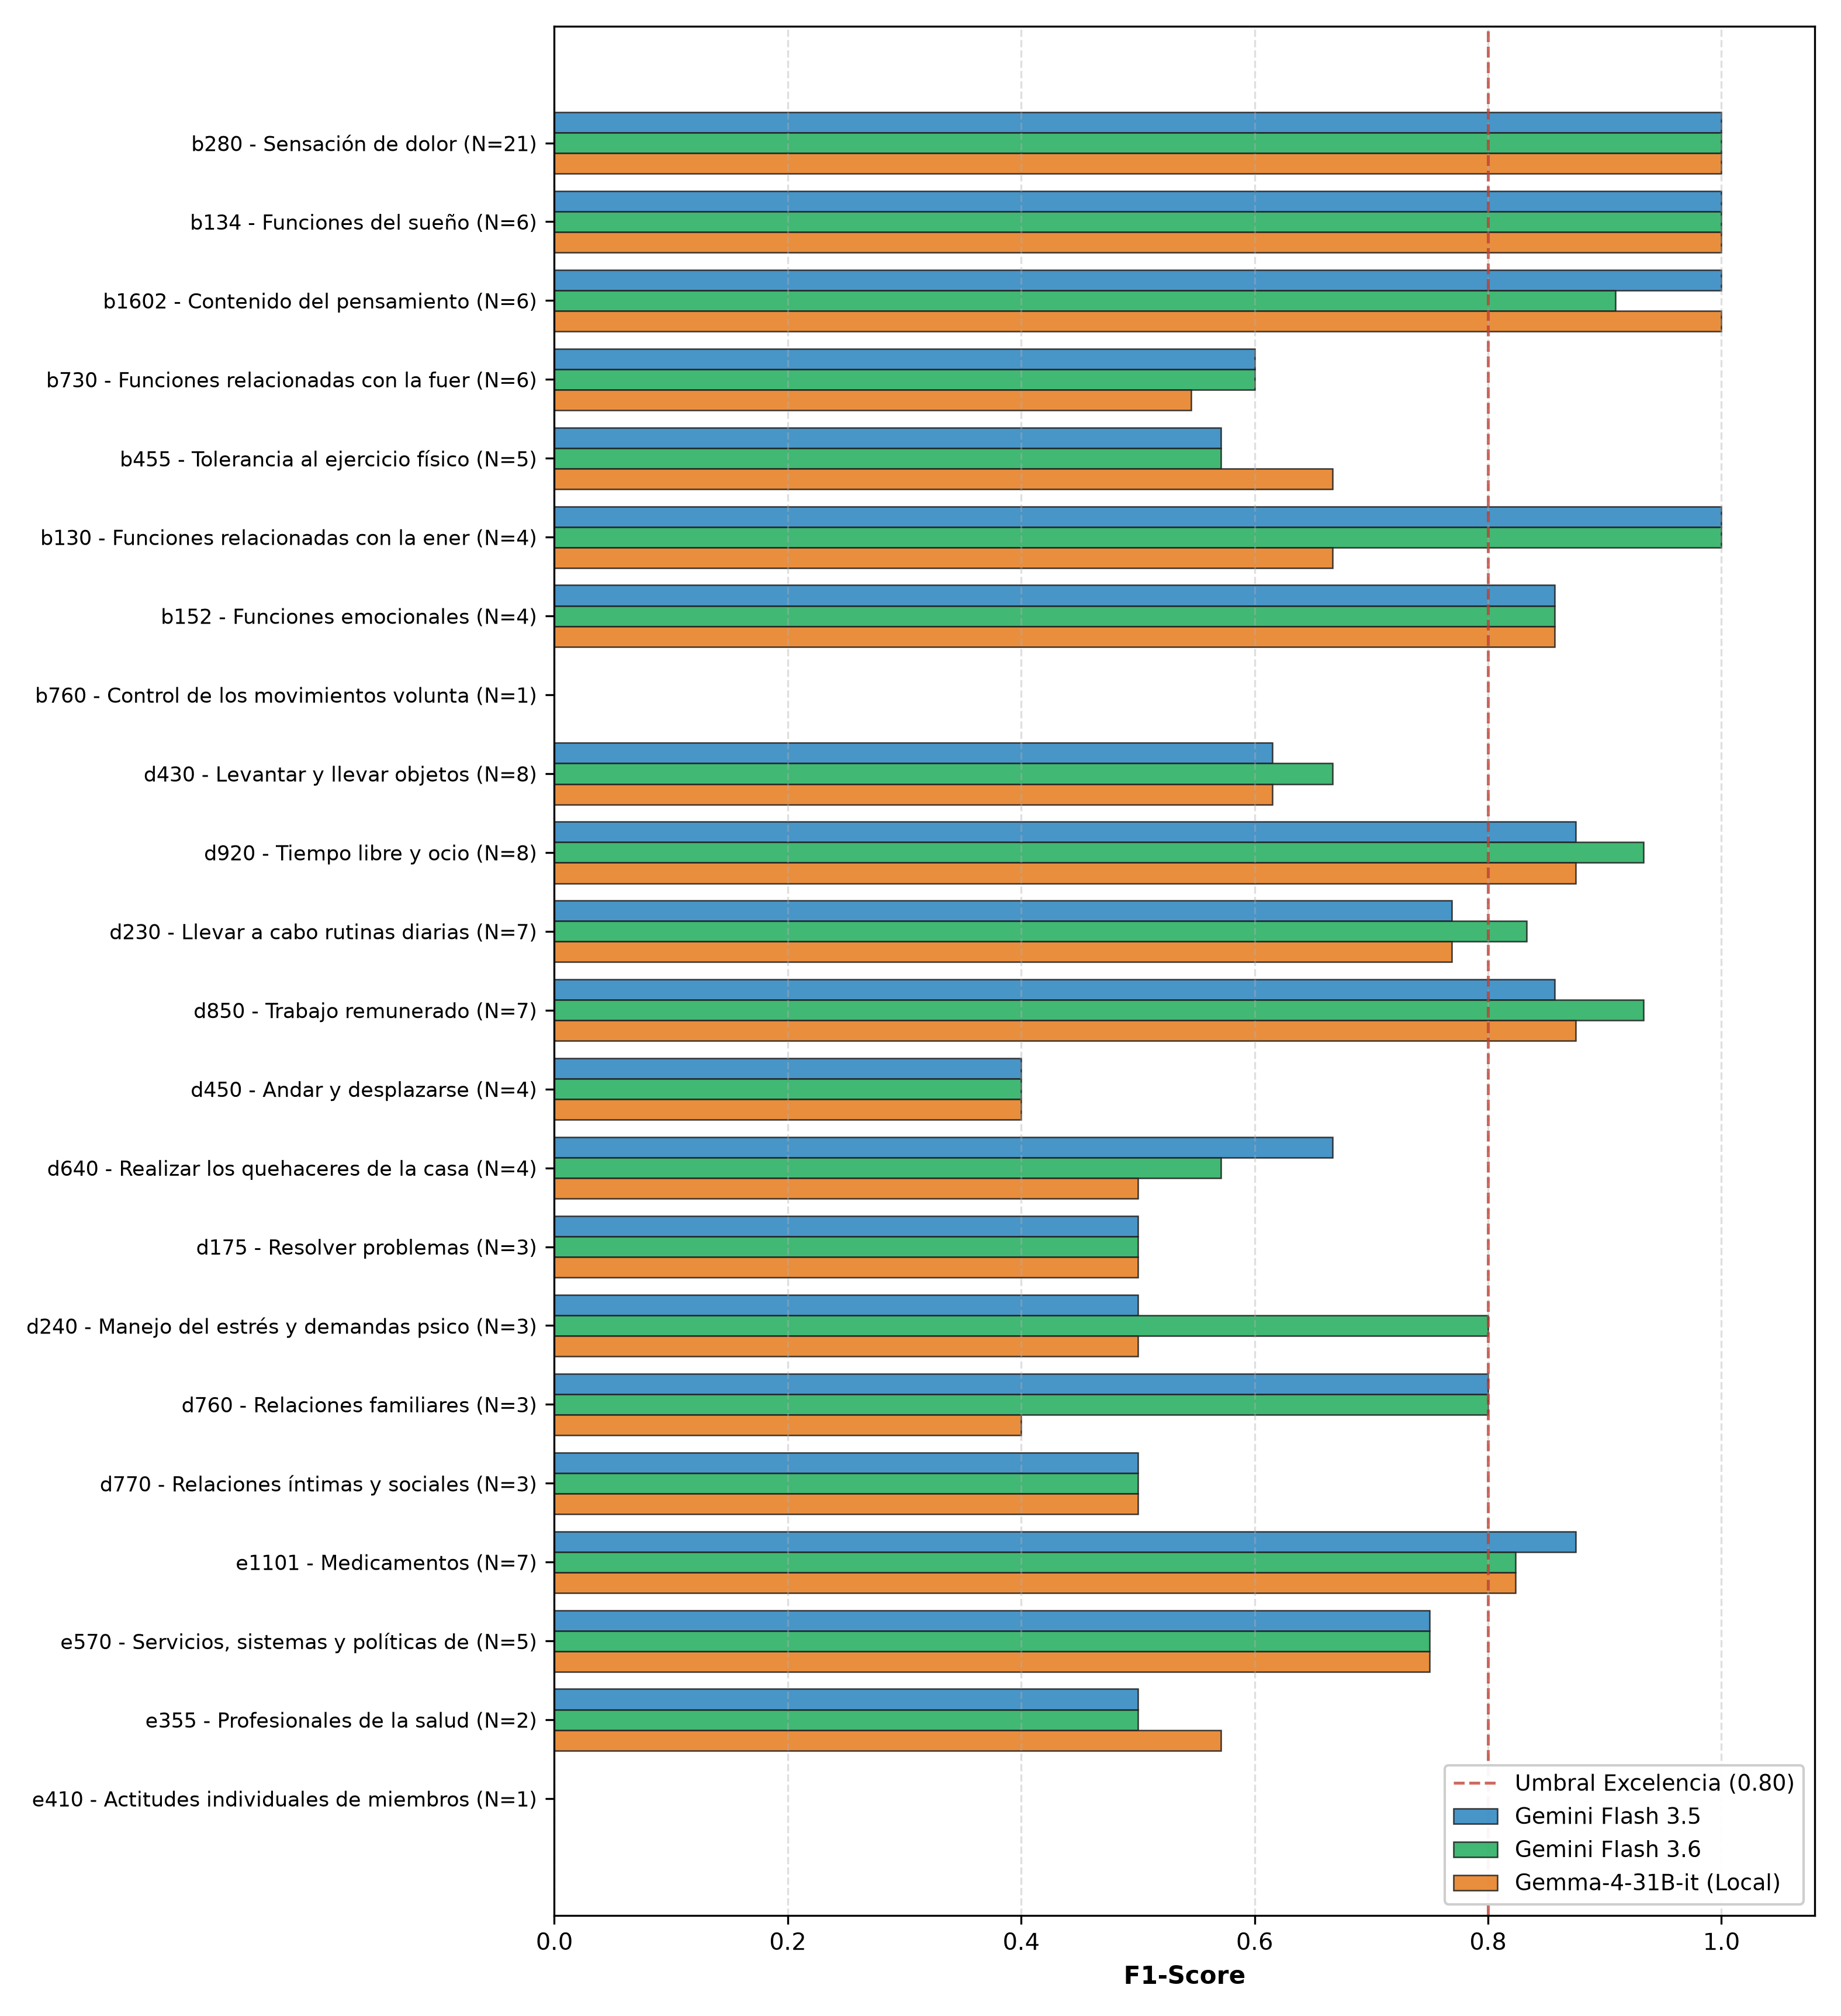 b280 - Sensación de dolor (N=21)
b134 - Funciones del sueño (N=6)
b1602 - Contenido del pensamiento (N=6)
b730 - Funciones relacionadas con la fuer (N=6)
b455 - Tolerancia al ejercicio físico (N=5)
b130 - Funciones relacionadas con la ener (N=4)
b152 - Funciones emocionales (N=4)
b760 - Control de los movimientos volunta (N=1)
d430 - Levantar y llevar objetos (N=8)
d920 - Tiempo libre y ocio (N=8)
d230 - Llevar a cabo rutinas diarias (N=7)
d850 - Trabajo remunerado (N=7)
d450 - Andar y desplazarse (N=4)
d640 - Realizar los quehaceres de la casa (N=4)
d175 - Resolver problemas (N=3)
d240 - Manejo del estrés y demandas psico (N=3)
d760 - Relaciones familiares (N=3)
d770 - Relaciones íntimas y sociales (N=3)
e1101 - Medicamentos (N=7)
e570 - Servicios, sistemas y políticas de (N=5)
e355 - Profesionales de la salud (N=2)
e410 - Actitudes individuales de miembros (N=1)
Umbral Excelencia (0.80)
Gemini Flash 3.5
Gemini Flash 3.6
Gemma-4-31B-it (Local)
0.0 0.2 0.4 0.6 0.8 1.0
F1-Score